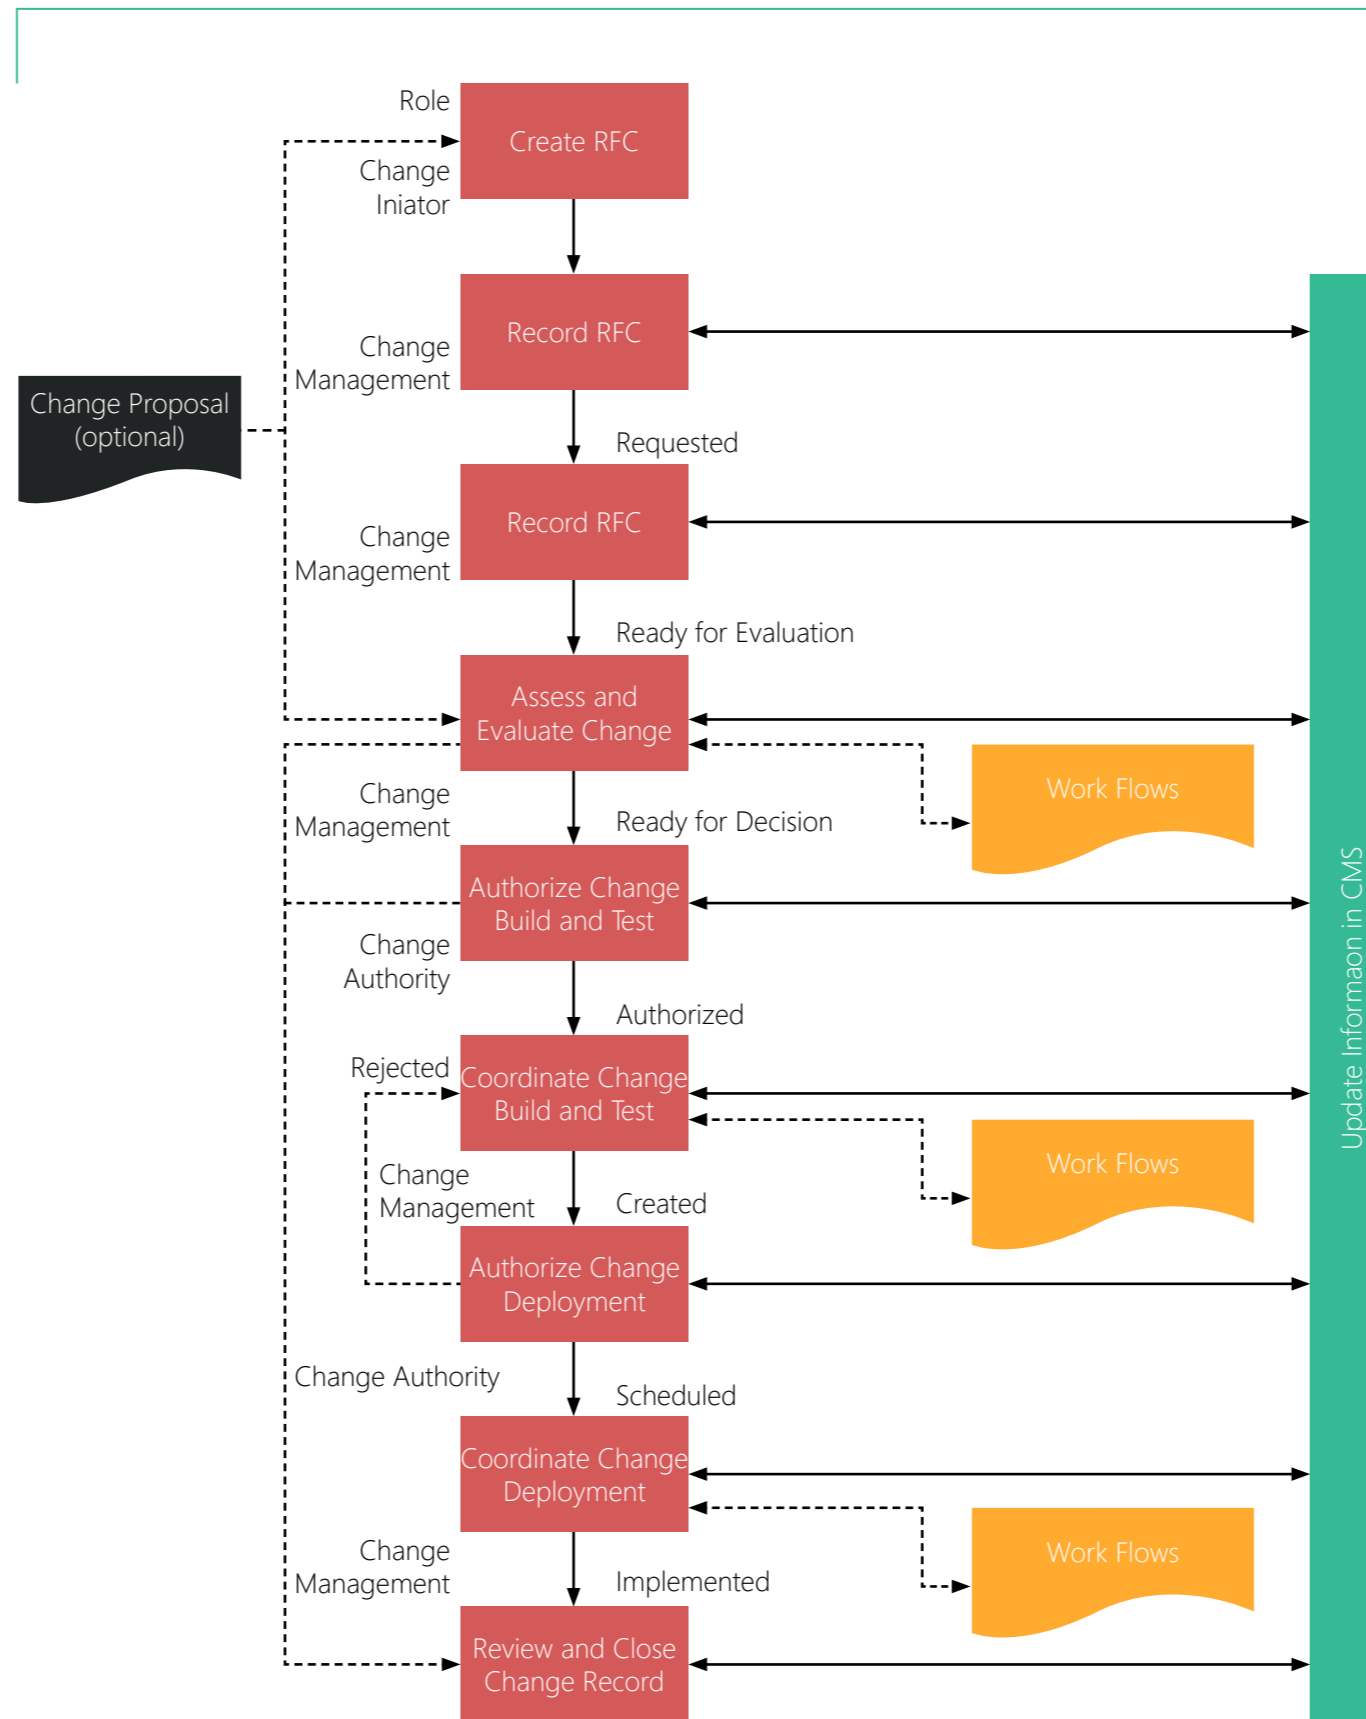 Role
Create RFC
Change
Iniator
Record RFC
Change
Management
Change Proposal
(optional)
Requested
Record RFC
Change
Management
Ready for Evaluation
Assess and
Evaluate Change
Change
Management
Work Flows
Ready for Decision
Authorize Change
Build and Test
Change
Authority
Authorized
Rejected
Coordinate Change
Build and Test
Change
Management
Work Flows
Created
Authorize Change
Deployment
Change Authority
Scheduled
Coordinate Change
Deployment
Change
Management
Work Flows
Implemented
Review and Close
Change Record
Update Informaon in CMS